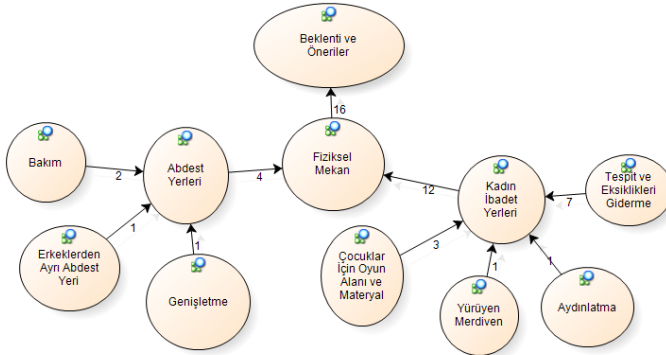 Beklenti ve
Öneriler
16
Bakım
2
Abdest
Yerleri
4
Fiziksel
Mekan
12
Kadın
İbadet
Yerleri
7
Tespit ve
Eksiklikleri
Giderme
Erkeklerden
Ayrı Abdest
Yeri
1
1
Genişletme
Çocuklar
İçin Oyun
Alanı ve
Materyal
3
1
Yürüyen
Merdiven
1
Aydınlatma